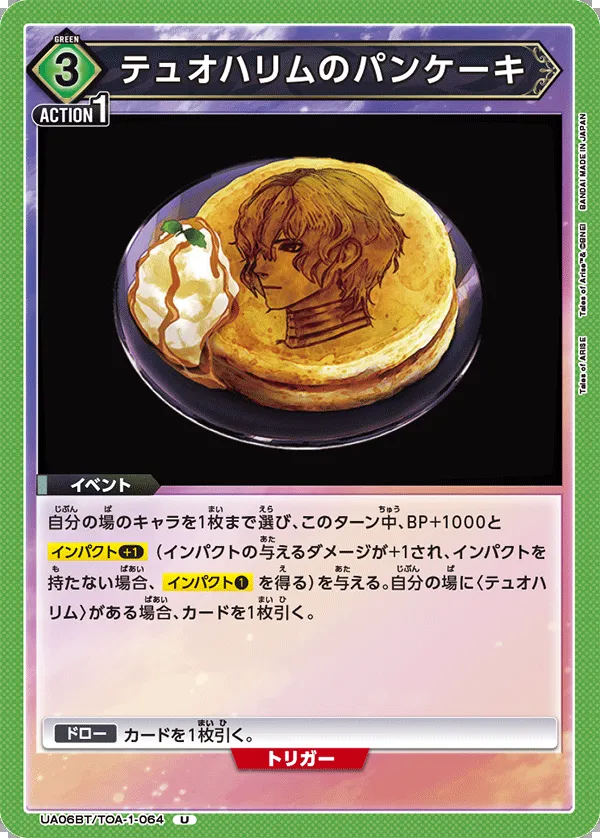 GREEN
3
テュオハリムのパンケーキ
ACTION 1
BANDAI MADE IN JAPAN
Tales of Arise™& ©BNEI
Tales of ARISE
イベント
自分の場のキャラを1枚まで選び、このターン中、BP+1000と
インパクト+1 (インパクトの与えるダメージが+1され、インパクトを
持たない場合、インパクト1 を得る)を与える。自分の場に〈テュオハ
リム〉がある場合、カードを1枚引く。
ドロー カードを1枚引く。
トリガー
UA06BT/TOA-1-064 U